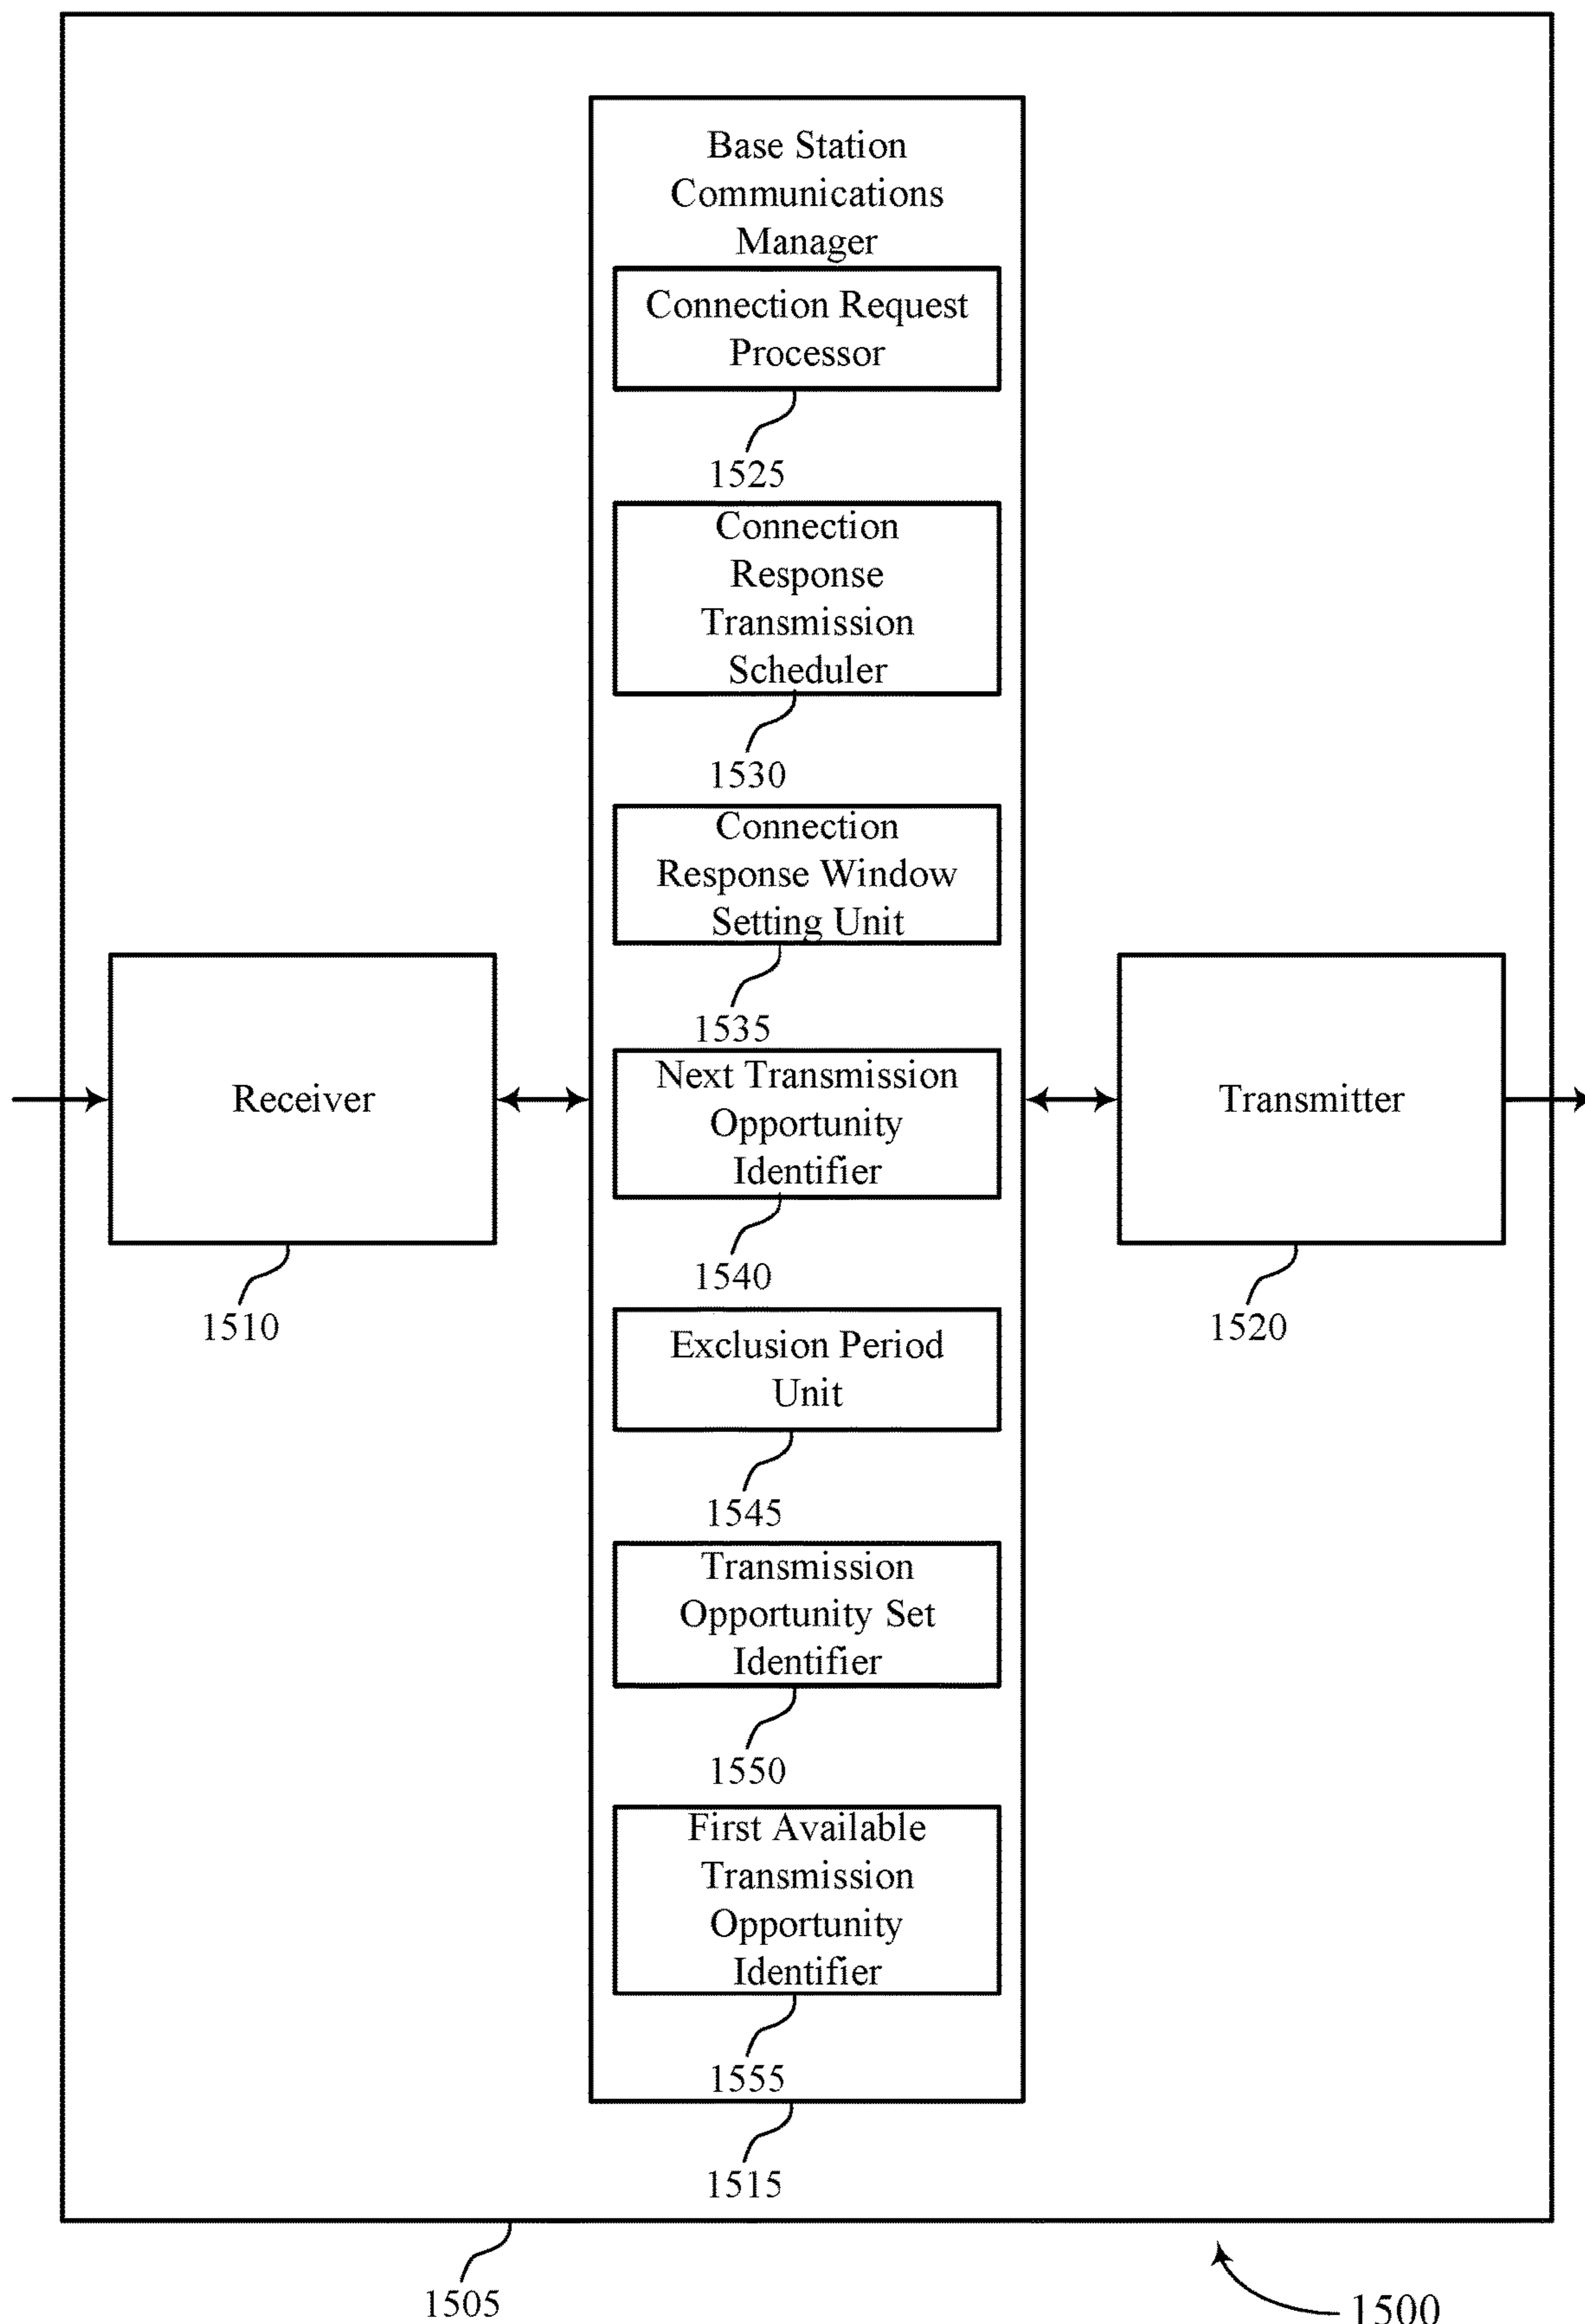 Base Station
Communications
Manager
Connection Request
Processor
1525
Connection
Response
Transmission
Scheduler
1530
Connection
Response Window
Setting Unit
1535
Receiver
1510
Next Transmission
Opportunity
Identifier
1540
Transmitter
1520
Exclusion Period
Unit
1545
Transmission
Opportunity Set
Identifier
1550
First Available
Transmission
Opportunity
Identifier
1555
1515
1505
1500